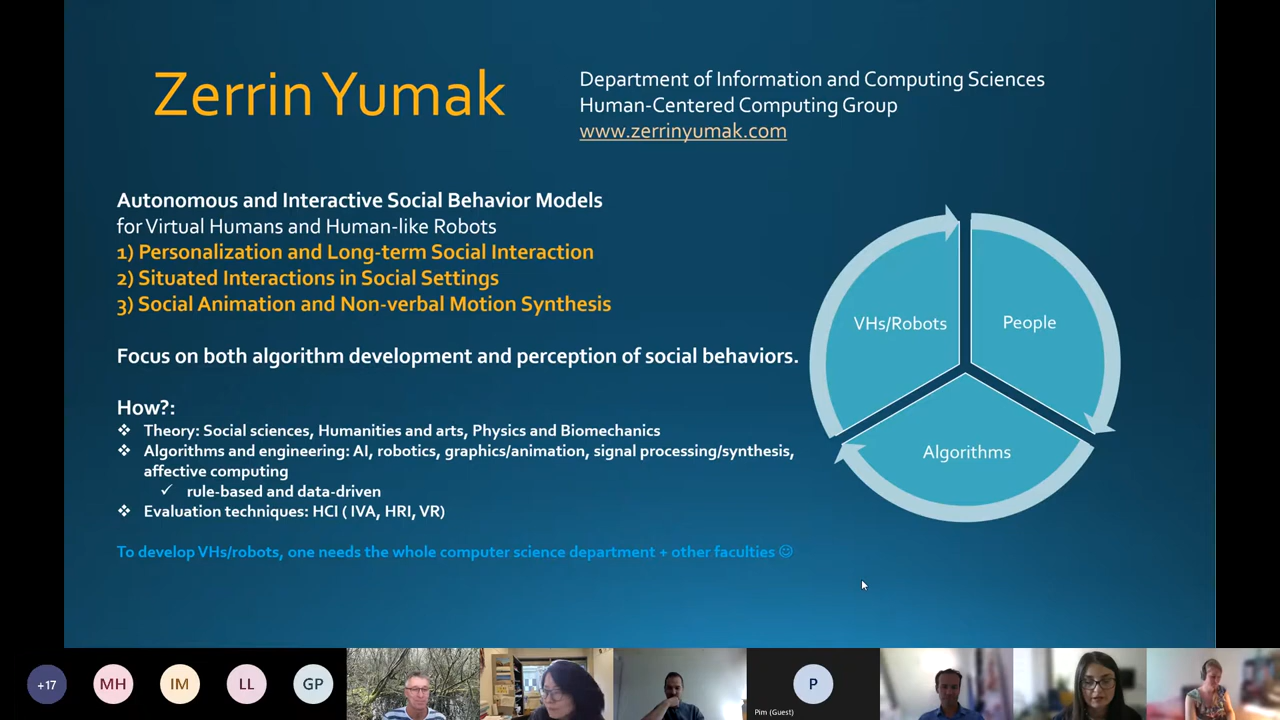 Zerrin Yumak
Department of Information and Computing Sciences
Human-Centered Computing Group
www.zerrinyumak.com
Autonomous and Interactive Social Behavior Models
for Virtual Humans and Human-like Robots
1) Personalization and Long-term Social Interaction
2) Situated Interactions in Social Settings
3) Social Animation and Non-verbal Motion Synthesis
Focus on both algorithm development and perception of social behaviors.
How?:
❖ Theory: Social sciences, Humanities and arts, Physics and Biomechanics
❖ Algorithms and engineering: AI, robotics, graphics/animation, signal processing/synthesis,
affective computing
✓ rule-based and data-driven
❖ Evaluation techniques: HCI ( IVA, HRI, VR)
To develop VHs/robots, one needs the whole computer science department + other faculties ☺
VHs/Robots
People
Algorithms
+17
MH
IM
LL
GP
P
Pim (Guest)